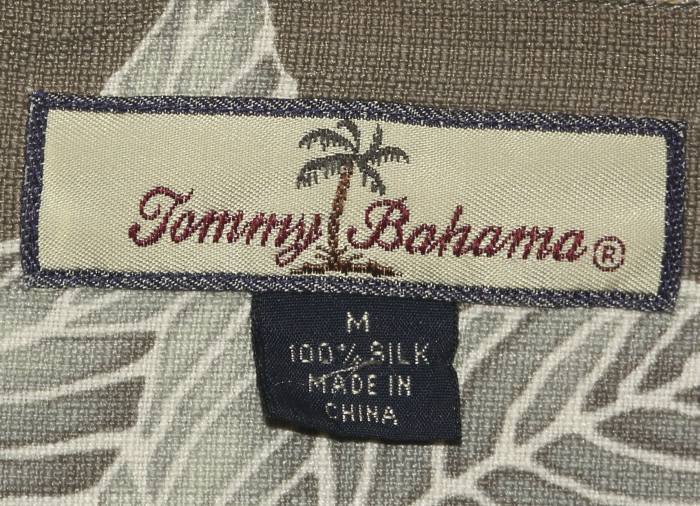 Tommy Bahama ®
M
100% SILK
MADE IN
CHINA